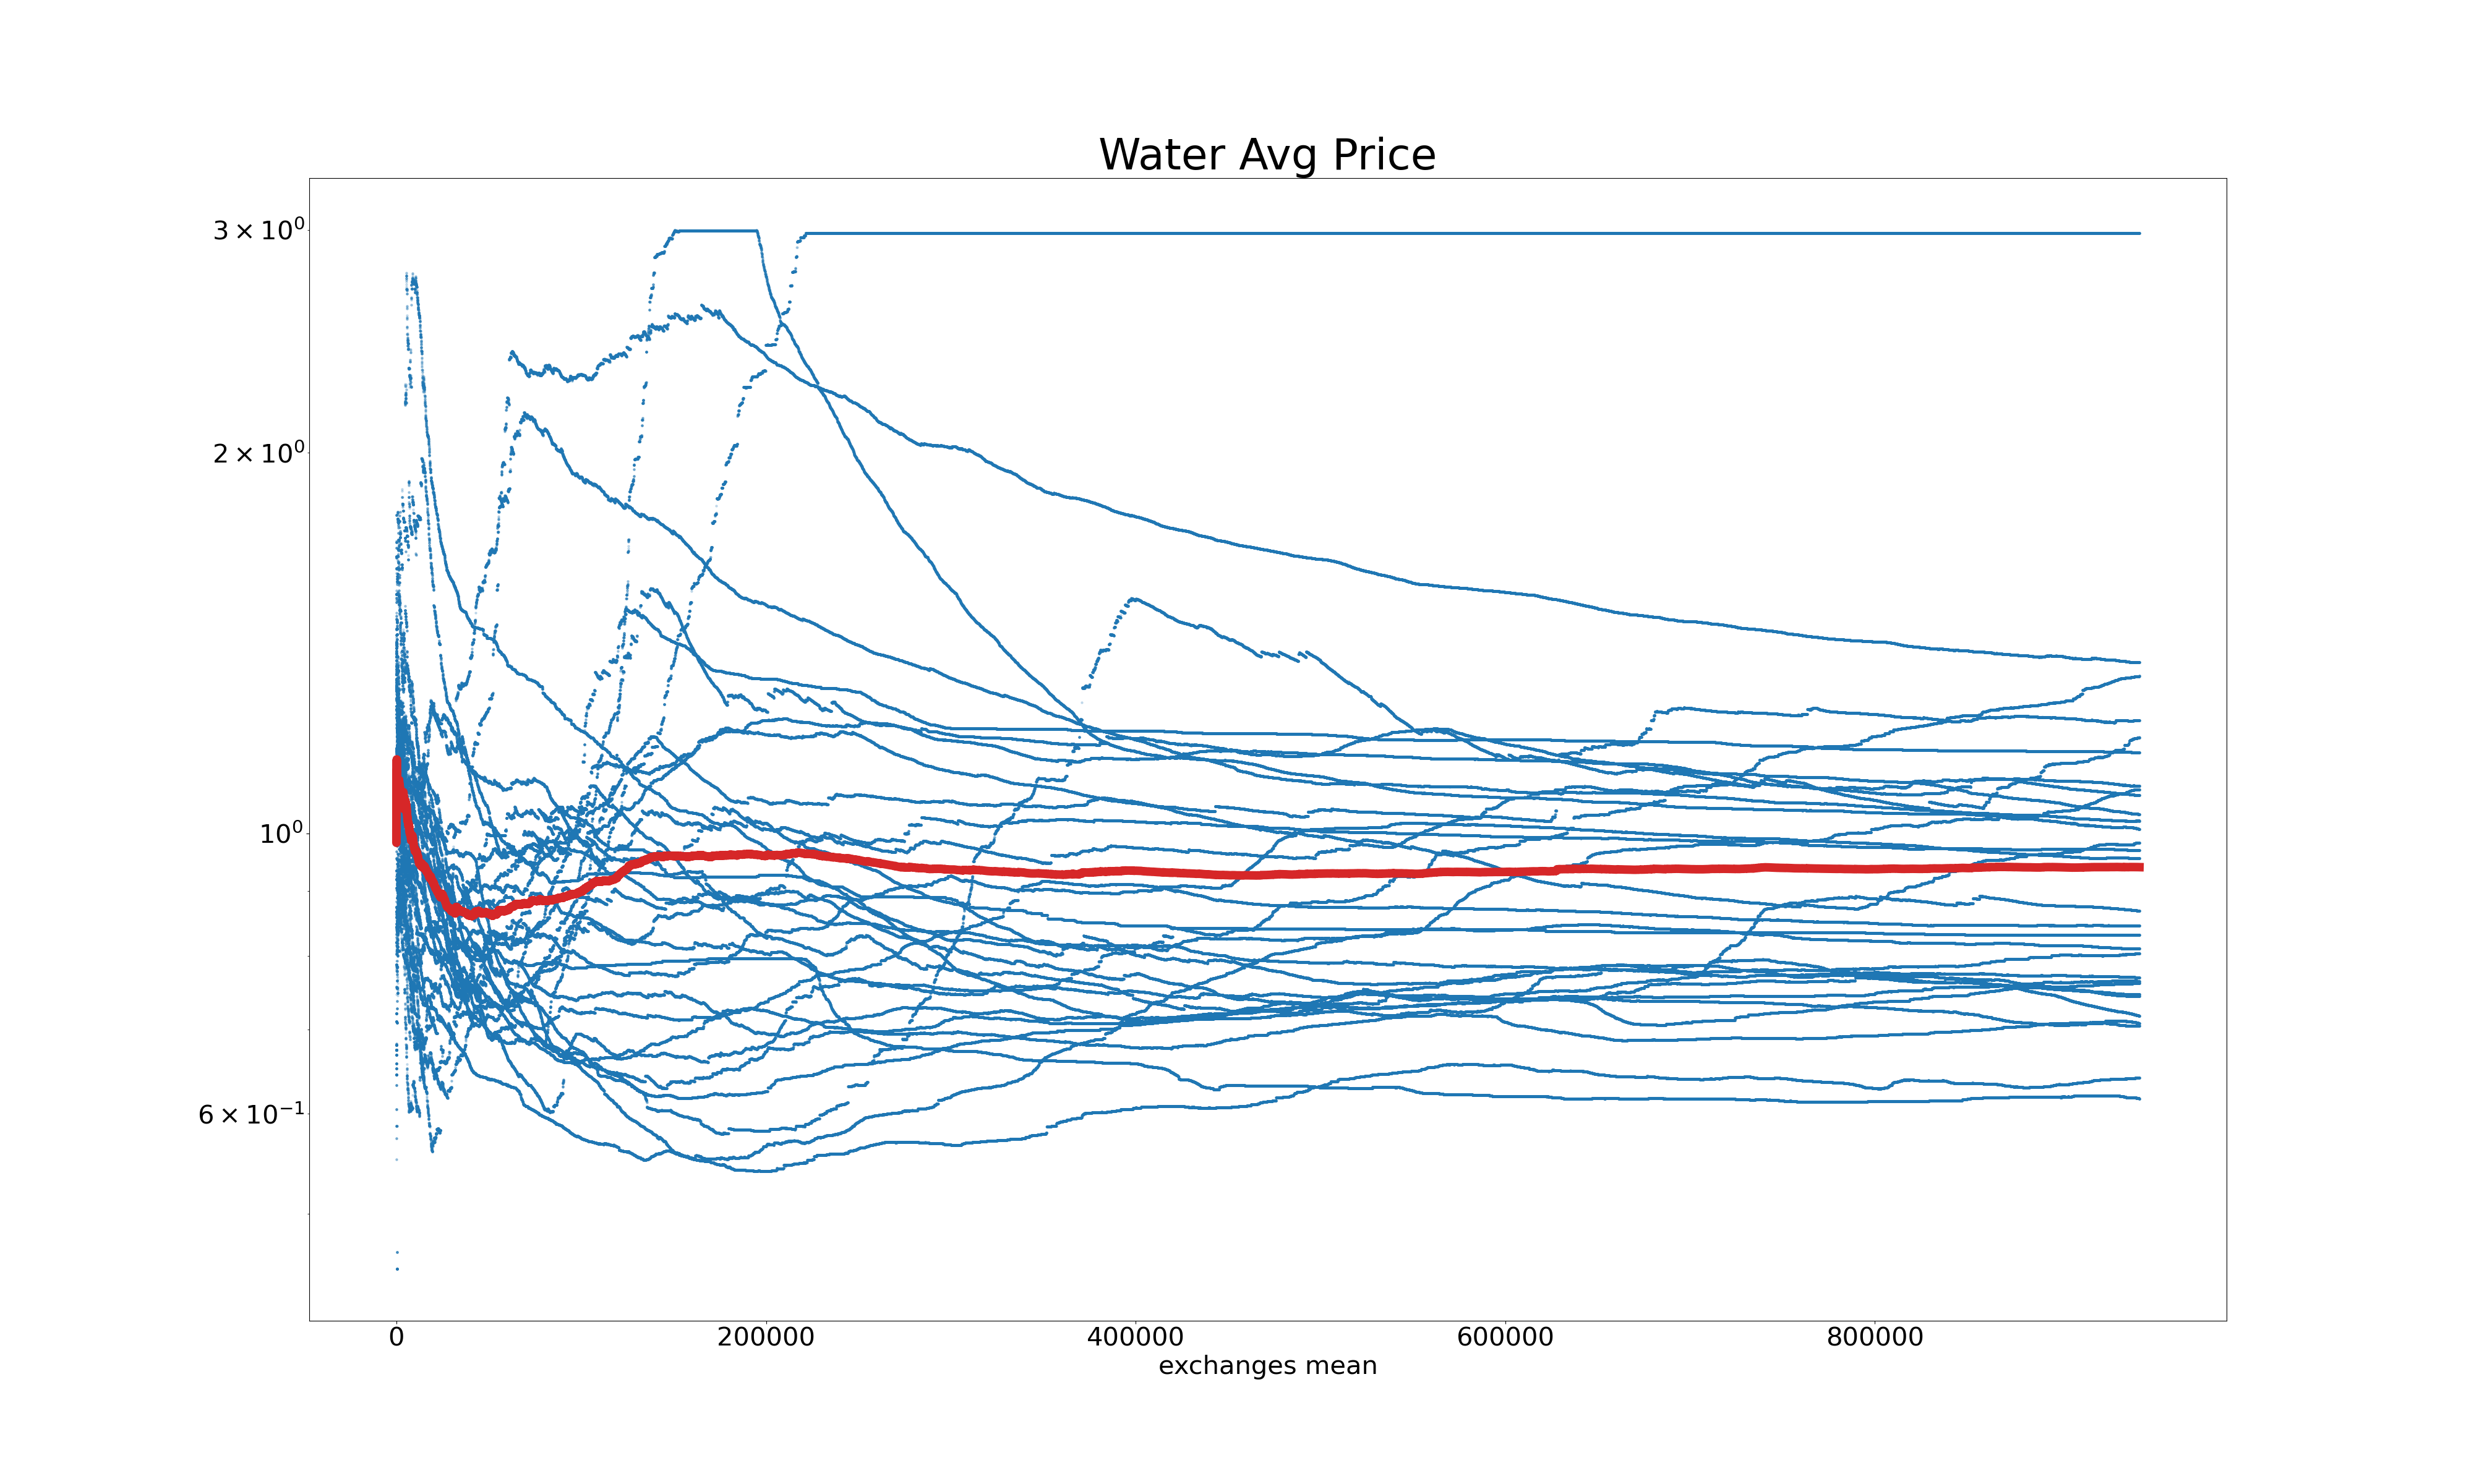 Water Avg Price
3 × 10⁰
2 × 10⁰
10⁰
6 × 10⁻¹
0 200000 400000 600000 800000
exchanges mean